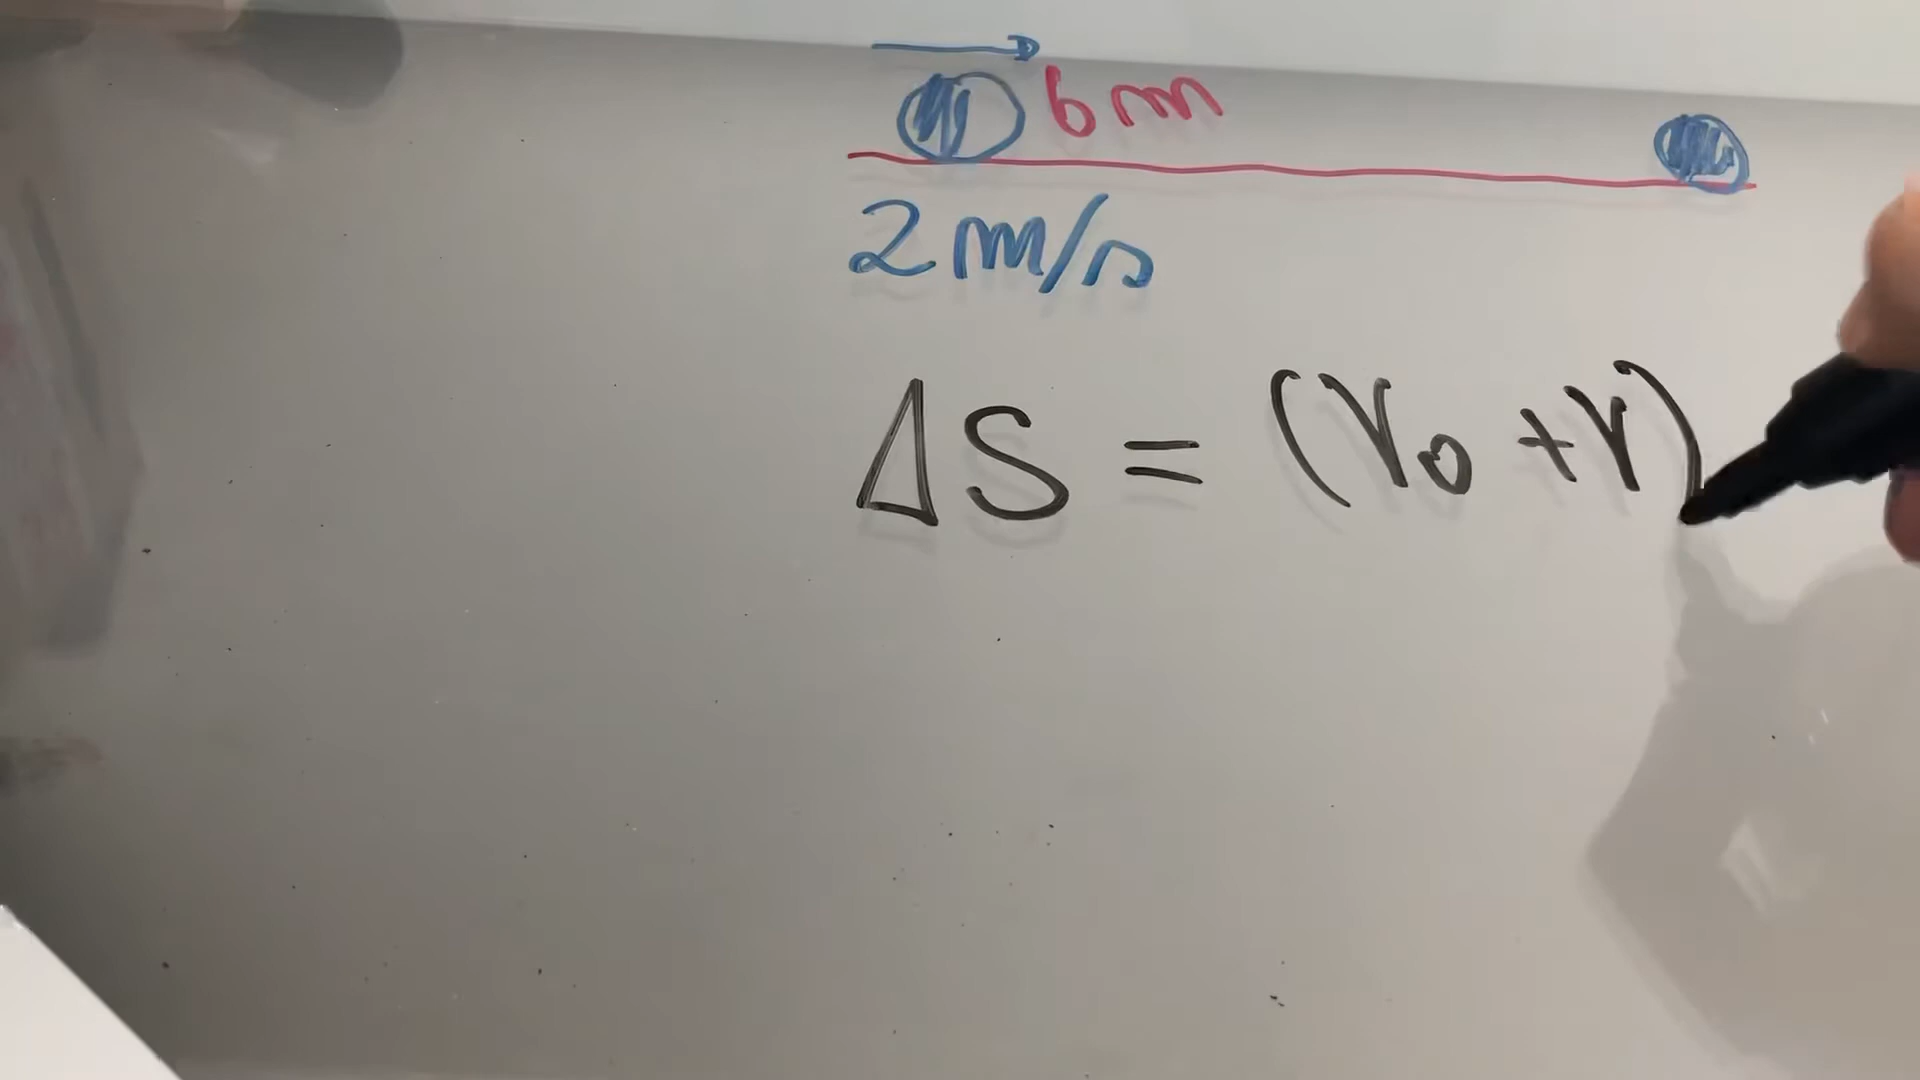 6m
2m/s
ΔS = (V₀ + V)